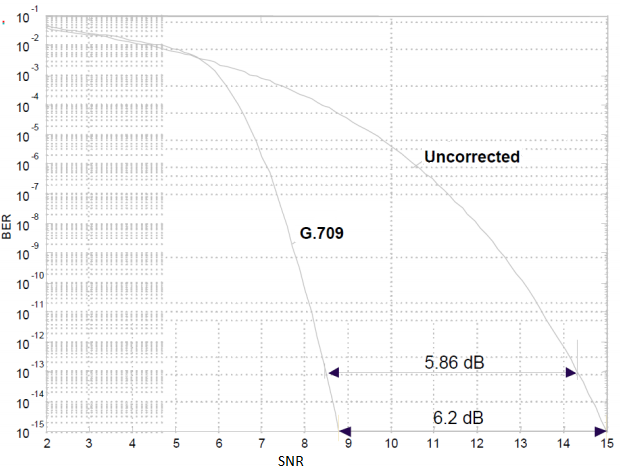 10 -1
10 -2
10 -3
10 -4
10 -5
10 -6
10 -7
10 -8
10 -9
10 -10
10 -11
10 -12
10 -13
10 -14
10 -15
BER
Uncorrected
G.709
5.86 dB
6.2 dB
2 3 4 5 6 7 8 9 10 11 12 13 14 15
SNR